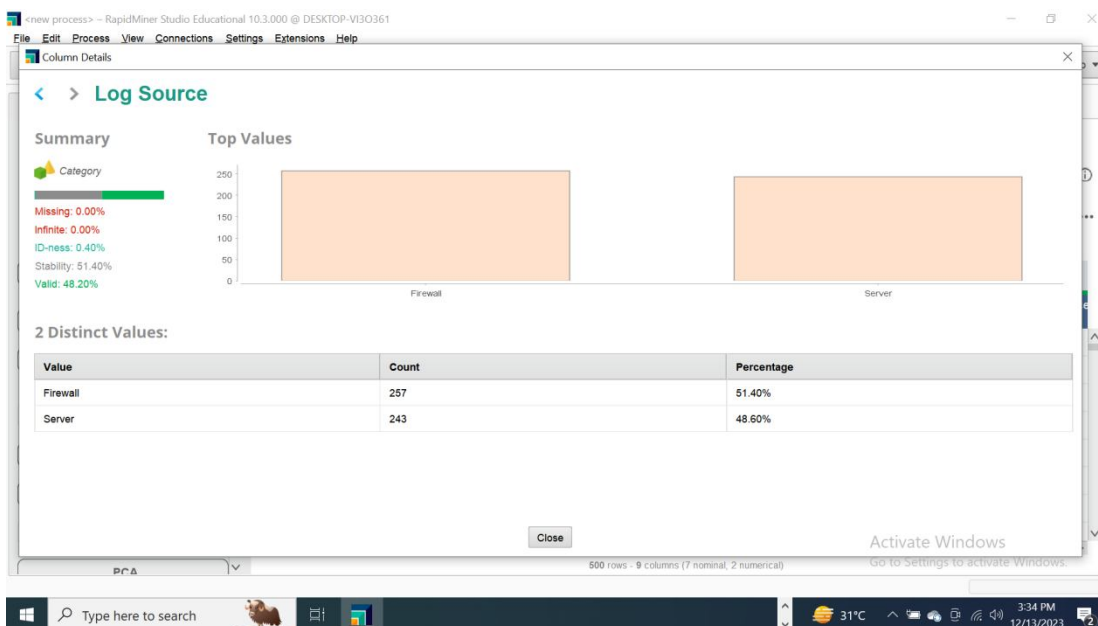 <new process> – RapidMiner Studio Educational 10.3.000 @ DESKTOP-VI3O361
File Edit Process View Connections Settings Extensions Help
Column Details
Log Source
Summary
Top Values
Category
Missing: 0.00%
Infinite: 0.00%
ID-ness: 0.40%
Stability: 51.40%
Valid: 48.20%
250
200
150
100
50
0
Firewall Server
2 Distinct Values:
Value Count Percentage
Firewall 257 51.40%
Server 243 48.60%
Close
Activate Windows
Go to Settings to activate Windows.
500 rows - 9 columns (7 nominal, 2 numerical)
Type here to search
31°C
3:34 PM
12/13/2023
2